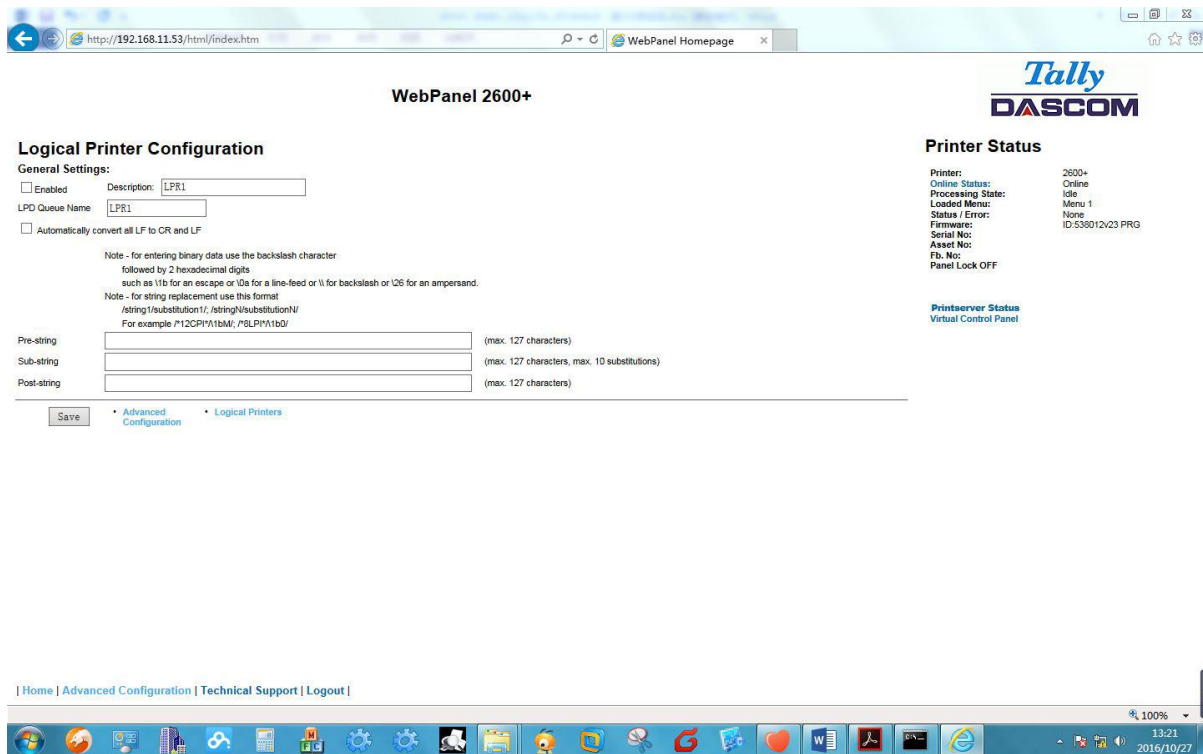 http://192.168.11.53/html/index.htm
WebPanel Homepage
WebPanel 2600+
Tally
DASCOM
Logical Printer Configuration
General Settings:
Enabled Description: LPR1
LPD Queue Name LPR1
Automatically convert all LF to CR and LF
Note - for entering binary data use the backslash character
followed by 2 hexadecimal digits
such as \1b for an escape or \0a for a line-feed or \\ for backslash or \26 for an ampersand.
Note - for string replacement use this format
/string1/substitution1/; /stringN/substitutionN/
For example /*12CPI*/\1bM/; /*8LPI*/\1b0/
Pre-string (max. 127 characters)
Sub-string (max. 127 characters, max. 10 substitutions)
Post-string (max. 127 characters)
Save
• Advanced Configuration
• Logical Printers
Printer Status
Printer: 2600+
Online Status: Online
Processing State: Idle
Loaded Menu: Menu 1
Status / Error: None
Firmware: ID:538012v23 PRG
Serial No:
Asset No:
Fb. No:
Panel Lock OFF
Printserver Status
Virtual Control Panel
| Home | Advanced Configuration | Technical Support | Logout |
100%
13:21
2016/10/27